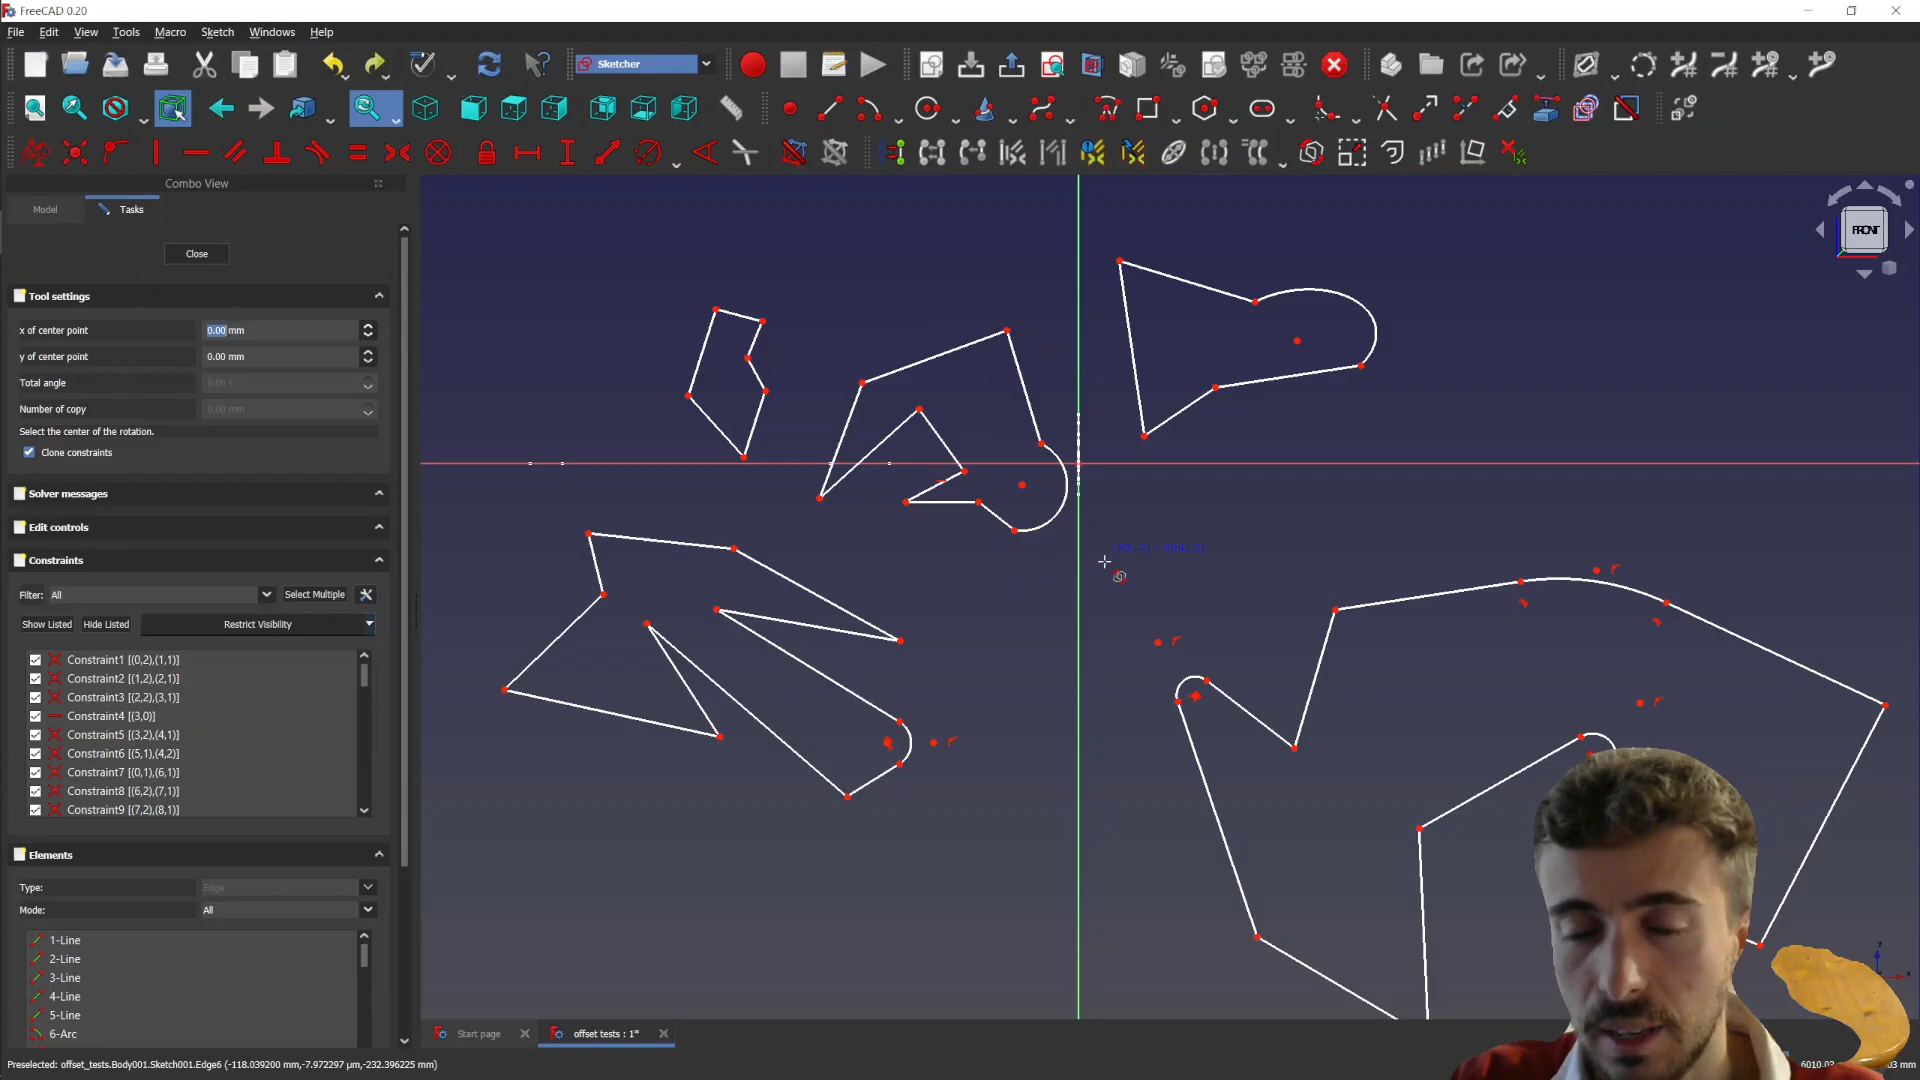 FreeCAD 0.20
File Edit View Tools Macro Sketch Windows Help
Sketcher
Combo View
Model Tasks
Close
Tool settings
x of center point 0.00 mm
y of center point 0.00 mm
Total angle 0.00 °
Number of copy 0.00 mm
Select the center of the rotation.
Clone constraints
Solver messages
Edit controls
Constraints
Filter: All Select Multiple
Show Listed Hide Listed Restrict Visibility
Constraint1 [(0,2),(1,1)]
Constraint2 [(1,2),(2,1)]
Constraint3 [(2,2),(3,1)]
Constraint4 [(3,0)]
Constraint5 [(3,2),(4,1)]
Constraint6 [(5,1),(4,2)]
Constraint7 [(0,1),(6,1)]
Constraint8 [(6,2),(7,1)]
Constraint9 [(7,2),(8,1)]
Elements
Type: Edge
Mode: All
1-Line
2-Line
3-Line
4-Line
5-Line
6-Arc
FRONT
z
x
Start page
offset tests : 1*
Preselected: offset_tests.Body001.Sketch001.Edge6 (-118.039200 mm,-7.972297 µm,-232.396225 mm)
mm